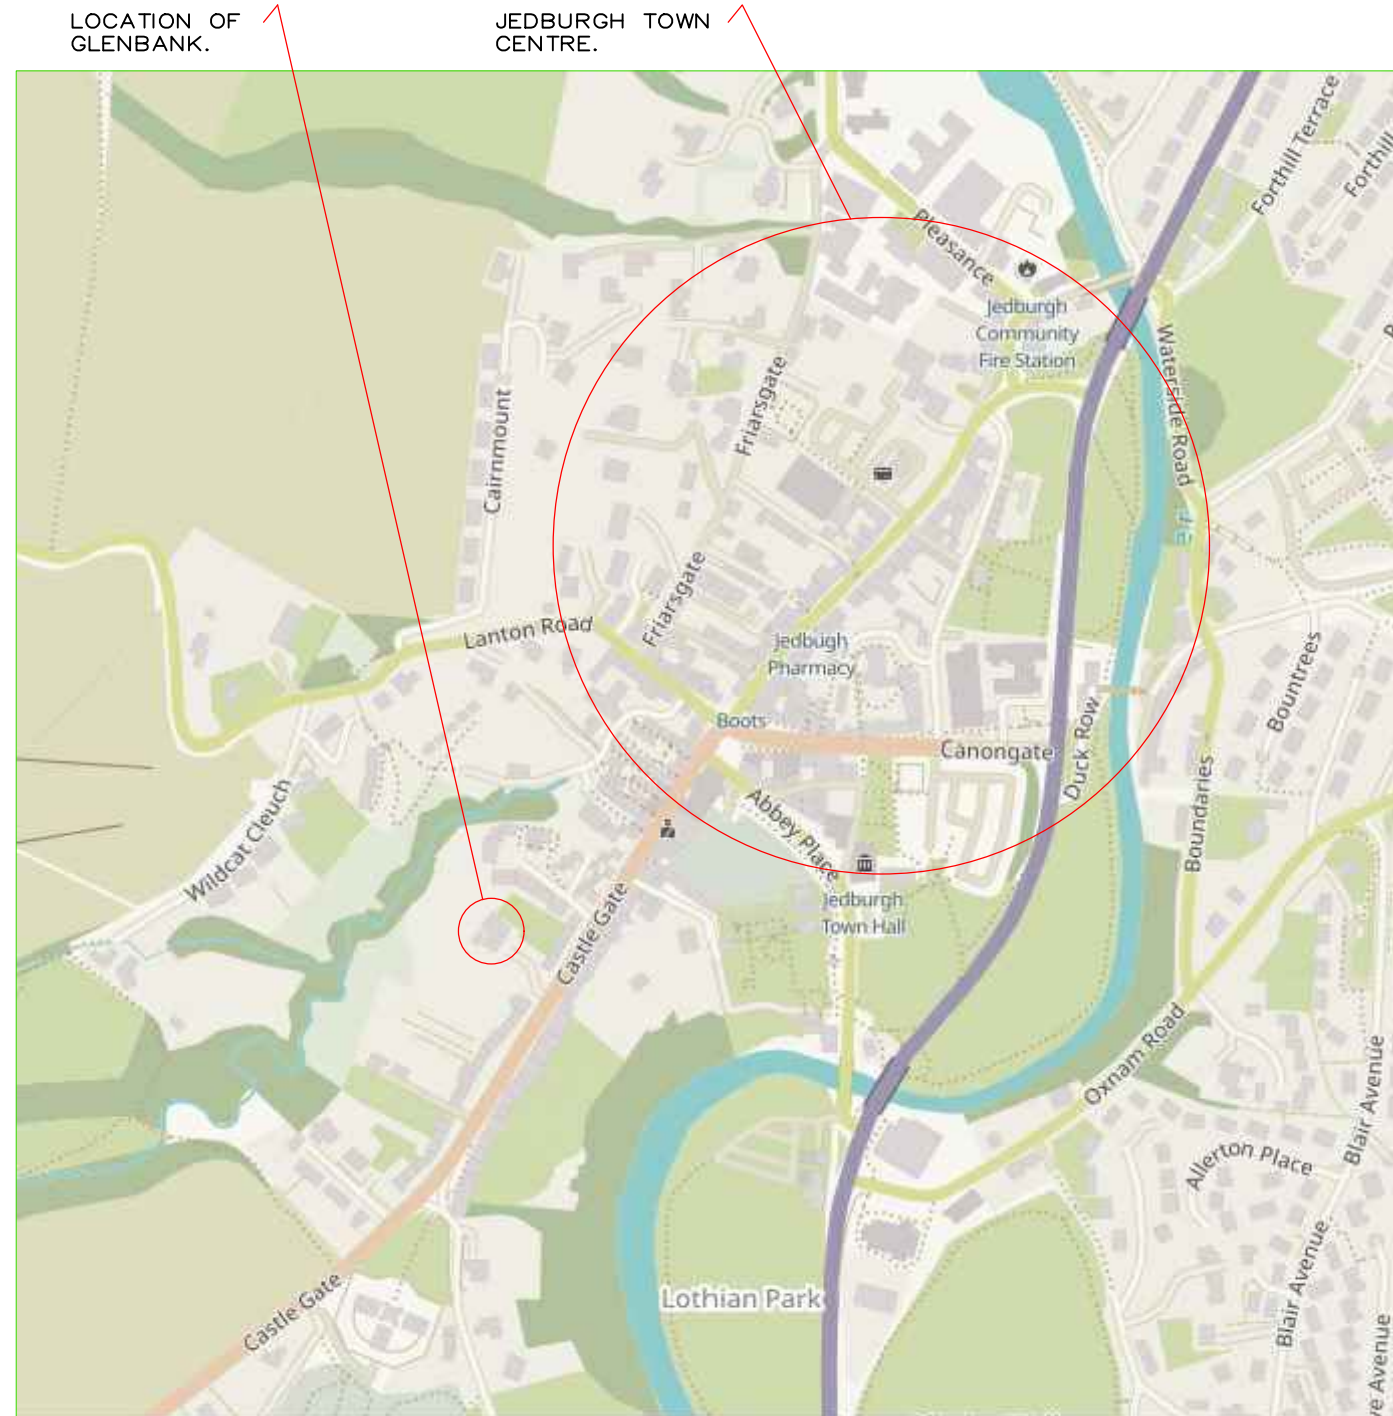 LOCATION OF
GLENBANK.
JEDBURGH TOWN
CENTRE.
Forthill Terrace
Forthill
Pleasance
Jedburgh
Community
Fire Station
Waterside Road
Friarsgate
Cairnmount
Friarsgate
Lanton Road
Jedbugh
Pharmacy
Bountrees
Boots
Canongate
Duck Row
Boundaries
Wildcat Cleuch
Abbey Place
Castle Gate
Jedburgh
Town Hall
Oxnam Road
Blair Avenue
Allerton Place
Blair Avenue
Lothian Park
Castle Gate
ve Avenue